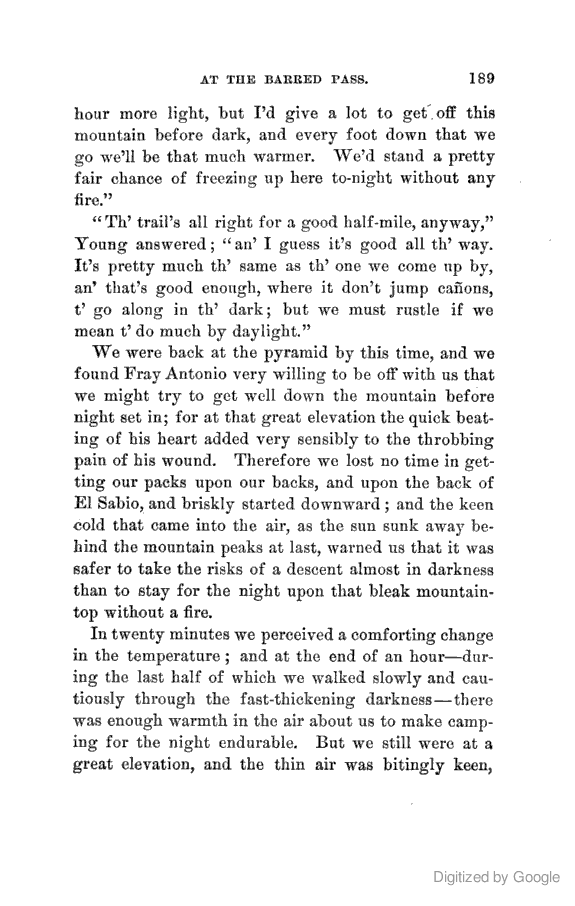 AT THE BARRED PASS. 189
hour more light, but I'd give a lot to get off this
mountain before dark, and every foot down that we
go we'll be that much warmer. We'd stand a pretty
fair chance of freezing up here to-night without any
fire."
"Th' trail's all right for a good half-mile, anyway,"
Young answered; "an' I guess it's good all th' way.
It's pretty much th' same as th' one we come up by,
an' that's good enough, where it don't jump cañons,
t' go along in th' dark; but we must rustle if we
mean t' do much by daylight."
We were back at the pyramid by this time, and we
found Fray Antonio very willing to be off with us that
we might try to get well down the mountain before
night set in; for at that great elevation the quick beat-
ing of his heart added very sensibly to the throbbing
pain of his wound. Therefore we lost no time in get-
ting our packs upon our backs, and upon the back of
El Sabio, and briskly started downward; and the keen
cold that came into the air, as the sun sunk away be-
hind the mountain peaks at last, warned us that it was
safer to take the risks of a descent almost in darkness
than to stay for the night upon that bleak mountain-
top without a fire.
In twenty minutes we perceived a comforting change
in the temperature; and at the end of an hour—dur-
ing the last half of which we walked slowly and cau-
tiously through the fast-thickening darkness—there
was enough warmth in the air about us to make camp-
ing for the night endurable. But we still were at a
great elevation, and the thin air was bitingly keen,
Digitized by Google